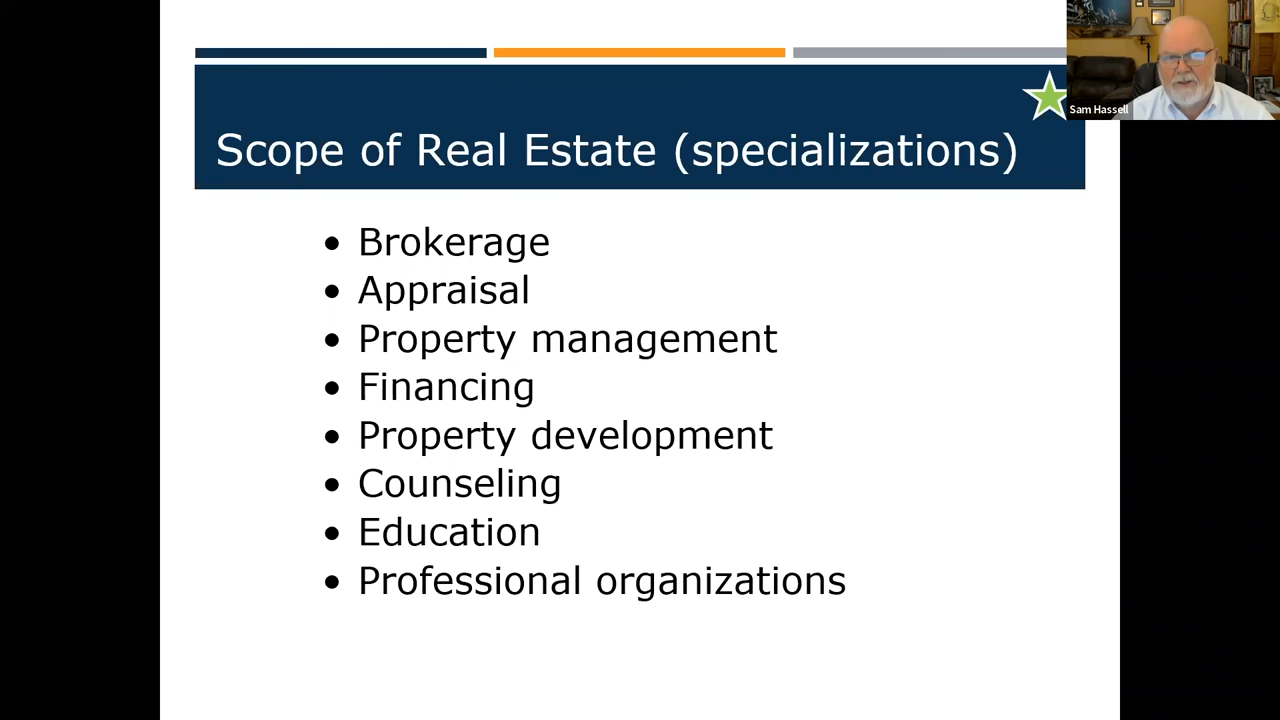 Sam Hassell
Scope of Real Estate (specializations)
• Brokerage
• Appraisal
• Property management
• Financing
• Property development
• Counseling
• Education
• Professional organizations